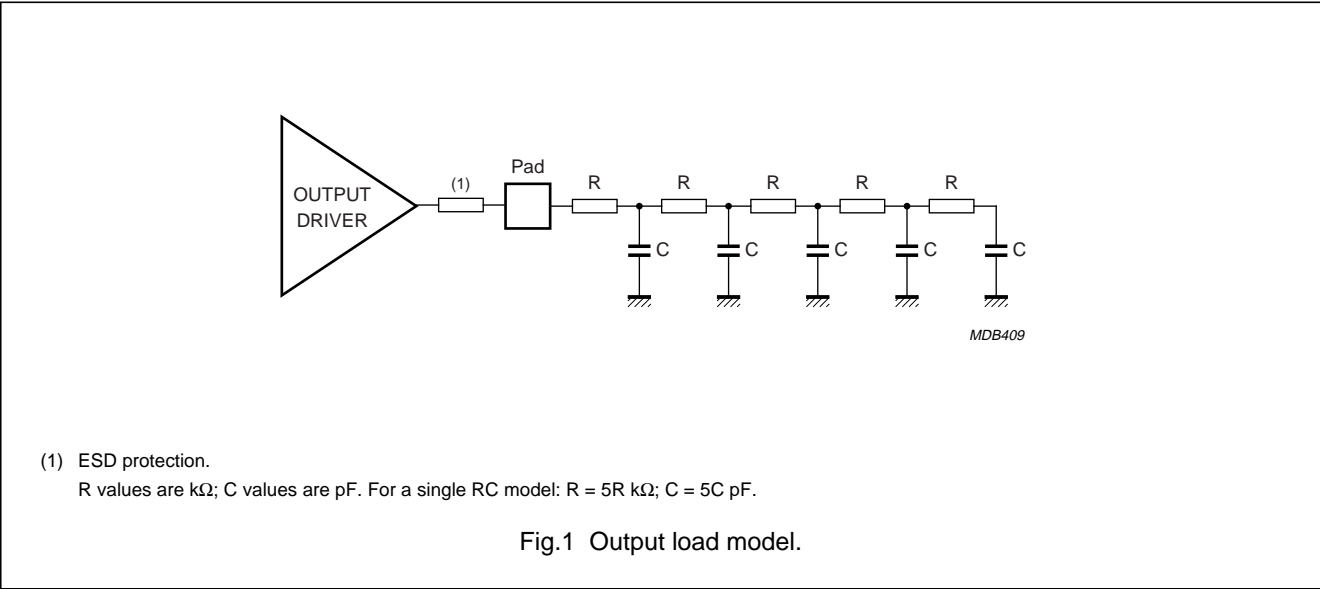 OUTPUT
DRIVER
(1)
Pad
R
R
R
R
R
C
C
C
C
C
MDB409
(1) ESD protection.
R values are kΩ; C values are pF. For a single RC model: R = 5R kΩ; C = 5C pF.
Fig.1 Output load model.